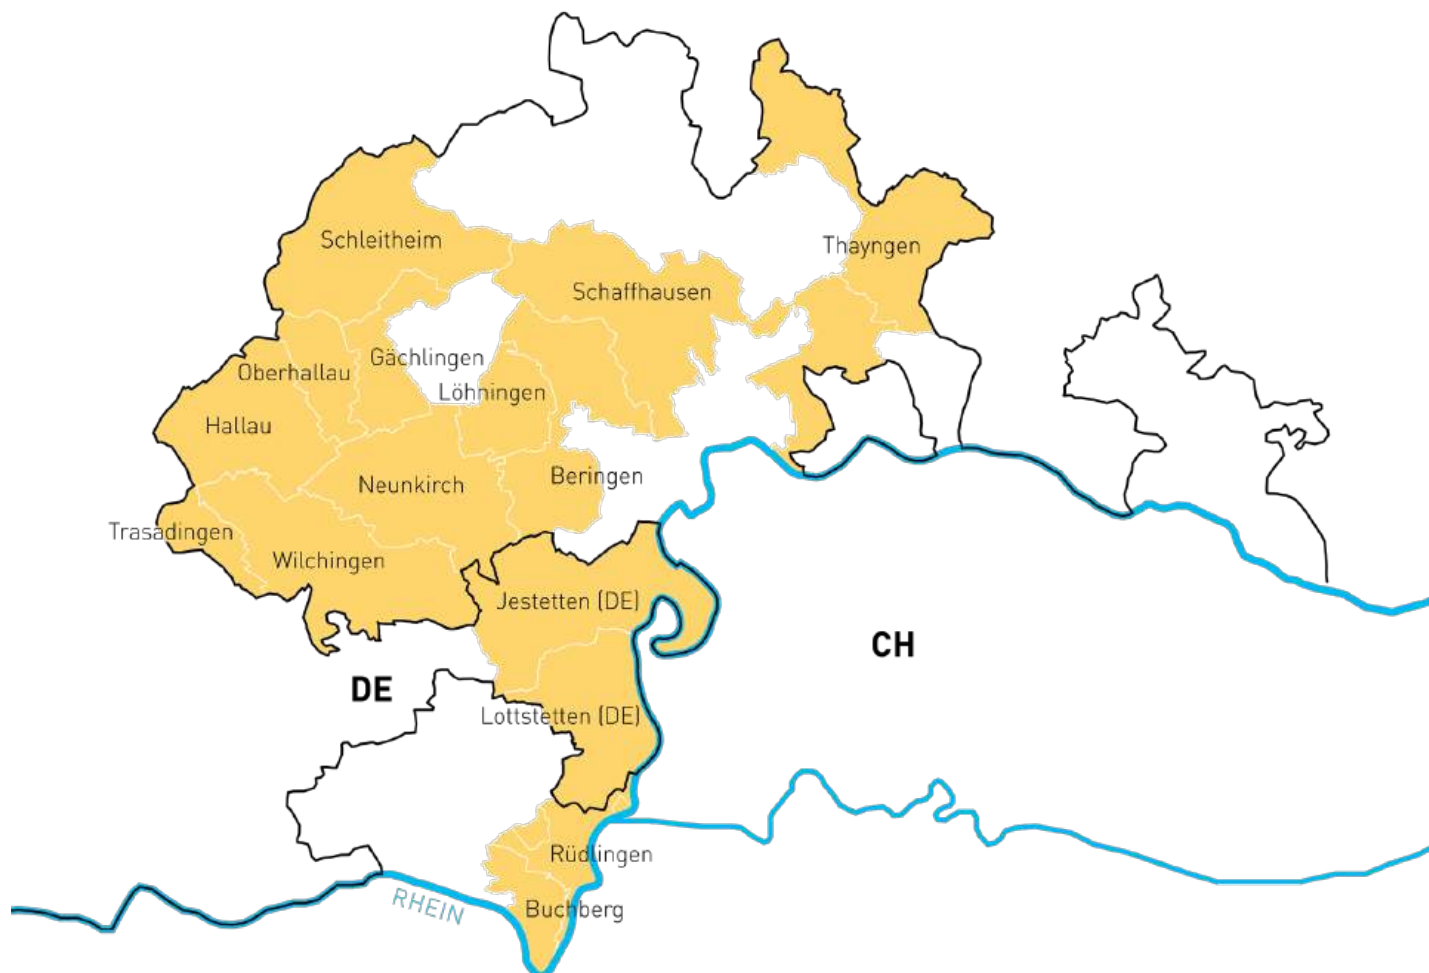 Schleitheim
Thayngen
Schaffhausen
Gächlingen
Oberhallau
Löhningen
Hallau
Beringen
Neunkirch
Trasadingen
Wilchingen
Jestetten (DE)
CH
DE
Lottstetten (DE)
Rüdlingen
RHEIN
Buchberg